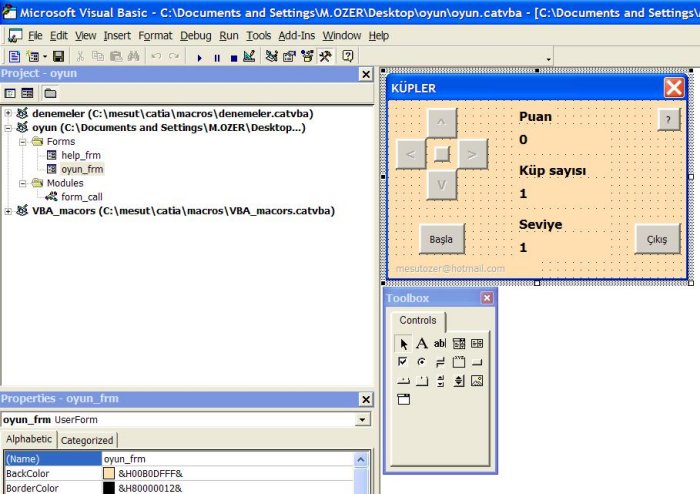 Microsoft Visual Basic - C:\Documents and Settings\M.OZER\Desktop\oyun\oyun.catvba - [C:\Documents and Settings\
File Edit View Insert Format Debug Run Tools Add-Ins Window Help
Project - oyun
denemeler (C:\mesut\catia\macros\denemeler.catvba)
oyun (C:\Documents and Settings\M.OZER\Desktop...)
Forms
help_frm
oyun_frm
Modules
form_call
VBA_macors (C:\mesut\catia\macros\VBA_macors.catvba)
KÜPLER
^
< >
V
Puan
0
?
Küp sayısı
1
Seviye
1
Başla
Çıkış
mesutozer@hotmail.com
Toolbox
Controls
A abl
Properties - oyun_frm
oyun_frm UserForm
Alphabetic Categorized
(Name) oyun_frm
BackColor &H00B0DFFF&
BorderColor &H80000012&